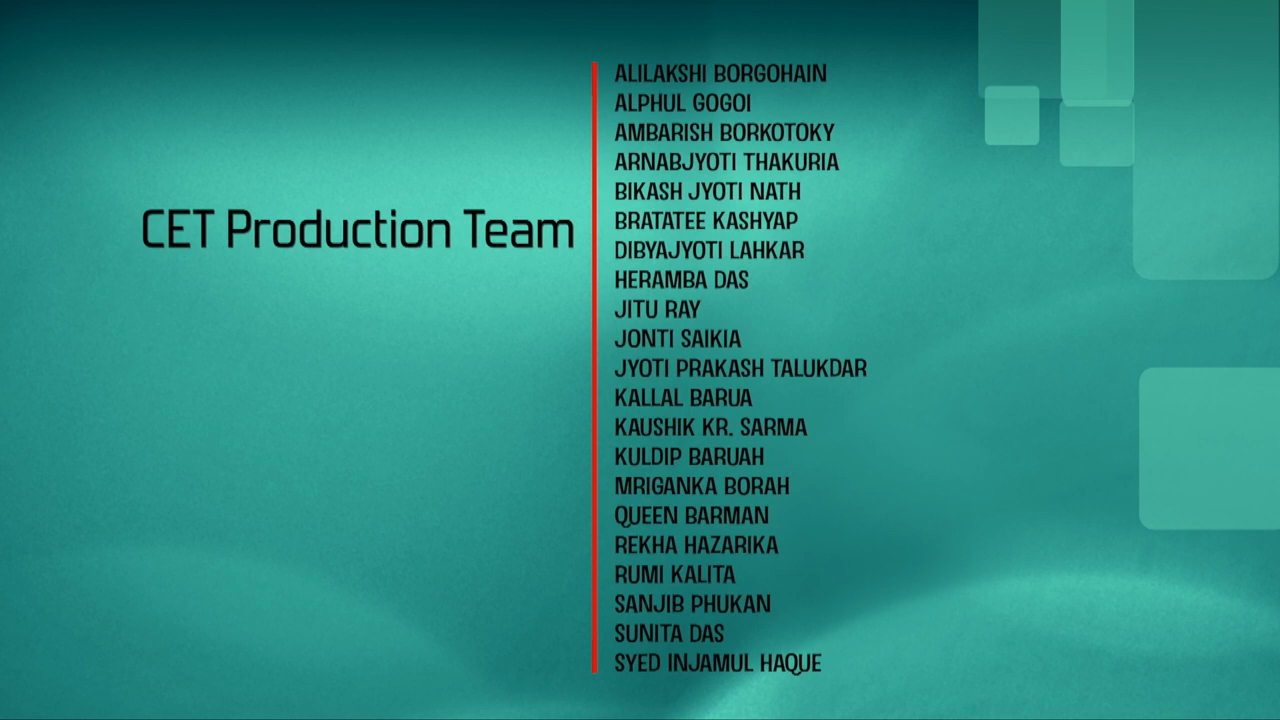 CET Production Team
ALILAKSHI BORGOHAIN
ALPHUL GOGOI
AMBARISH BORKOTOKY
ARNABJYOTI THAKURIA
BIKASH JYOTI NATH
BRATATEE KASHYAP
DIBYAJYOTI LAHKAR
HERAMBA DAS
JITU RAY
JONTI SAIKIA
JYOTI PRAKASH TALUKDAR
KALLAL BARUA
KAUSHIK KR. SARMA
KULDIP BARUAH
MRIGANKA BORAH
QUEEN BARMAN
REKHA HAZARIKA
RUMI KALITA
SANJIB PHUKAN
SUNITA DAS
SYED INJAMUL HAQUE